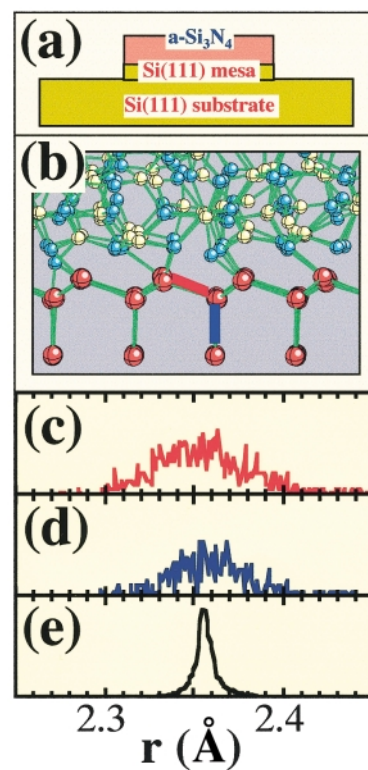 (a)
a-Si₃N₄
Si(111) mesa
Si(111) substrate
(b)
(c)
(d)
(e)
2.3 2.4
r (Å)